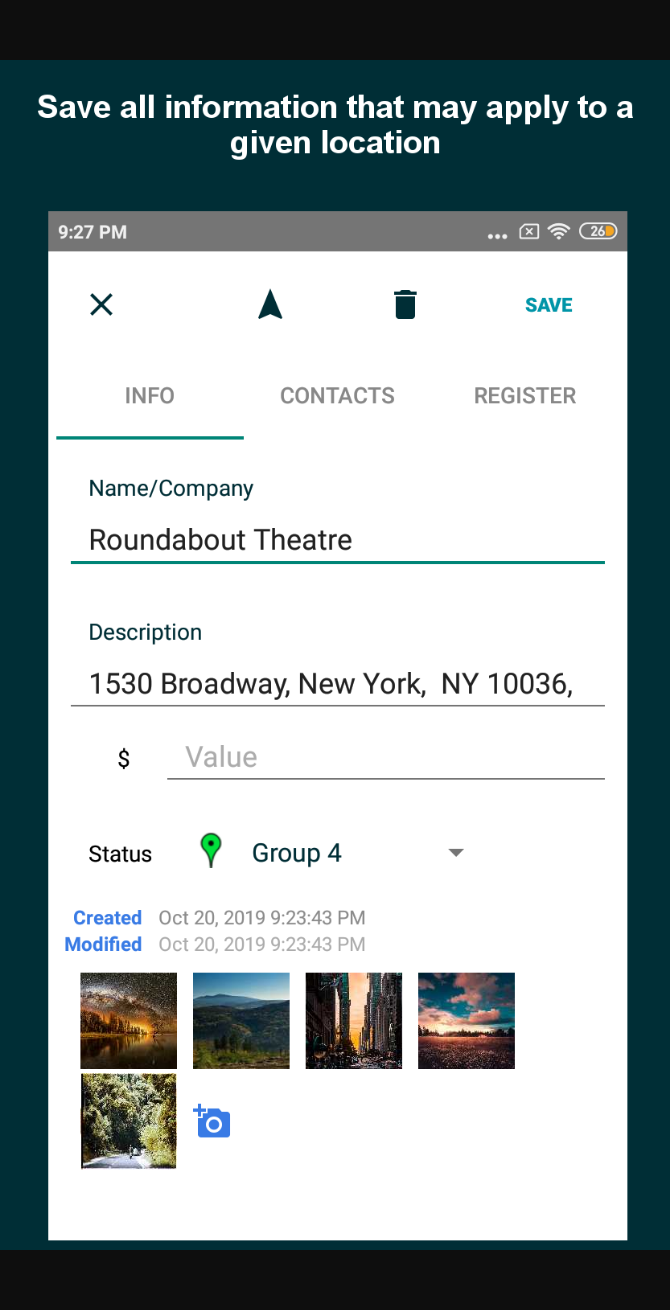 Save all information that may apply to a
given location
9:27 PM
26
SAVE
INFO CONTACTS REGISTER
Name/Company
Roundabout Theatre
Description
1530 Broadway, New York,  NY 10036,
$ Value
Status Group 4
Created Oct 20, 2019 9:23:43 PM
Modified Oct 20, 2019 9:23:43 PM